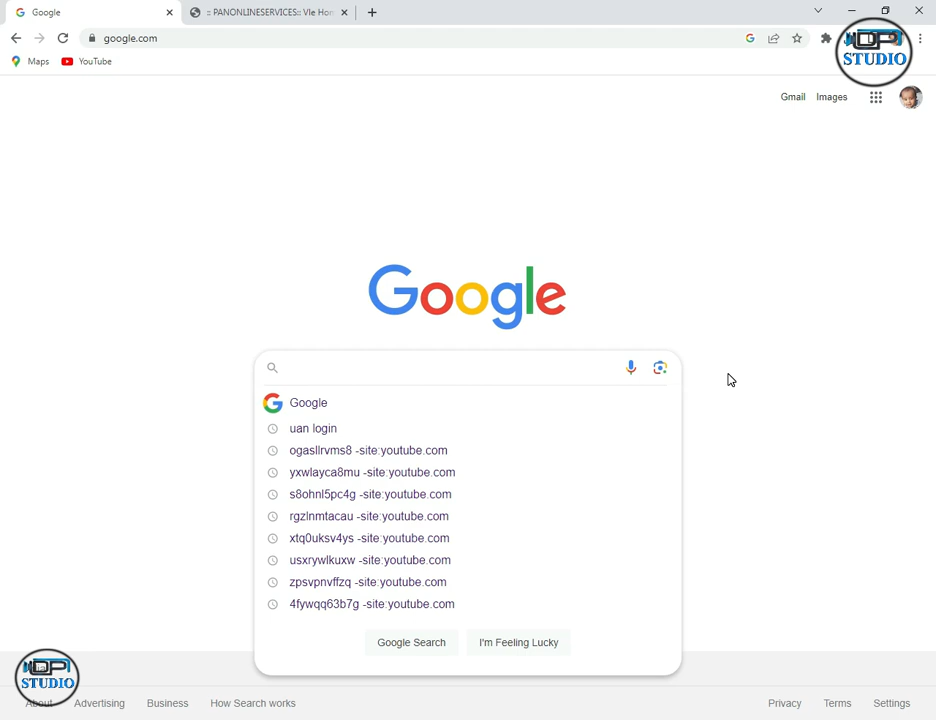 Google
:: PANONLINESERVICES:: Vle Hom
google.com
Maps
YouTube
STUDIO
Gmail
Images
Google
Google
uan login
ogasllrvms8 -site:youtube.com
yxwlayca8mu -site:youtube.com
s8ohnl5pc4g -site:youtube.com
rgzlnmtacau -site:youtube.com
xtq0uksv4ys -site:youtube.com
usxrywlkuxw -site:youtube.com
zpsvpnvffzq -site:youtube.com
4fywqq63b7g -site:youtube.com
Google Search
I'm Feeling Lucky
STUDIO
About
Advertising
Business
How Search works
Privacy
Terms
Settings